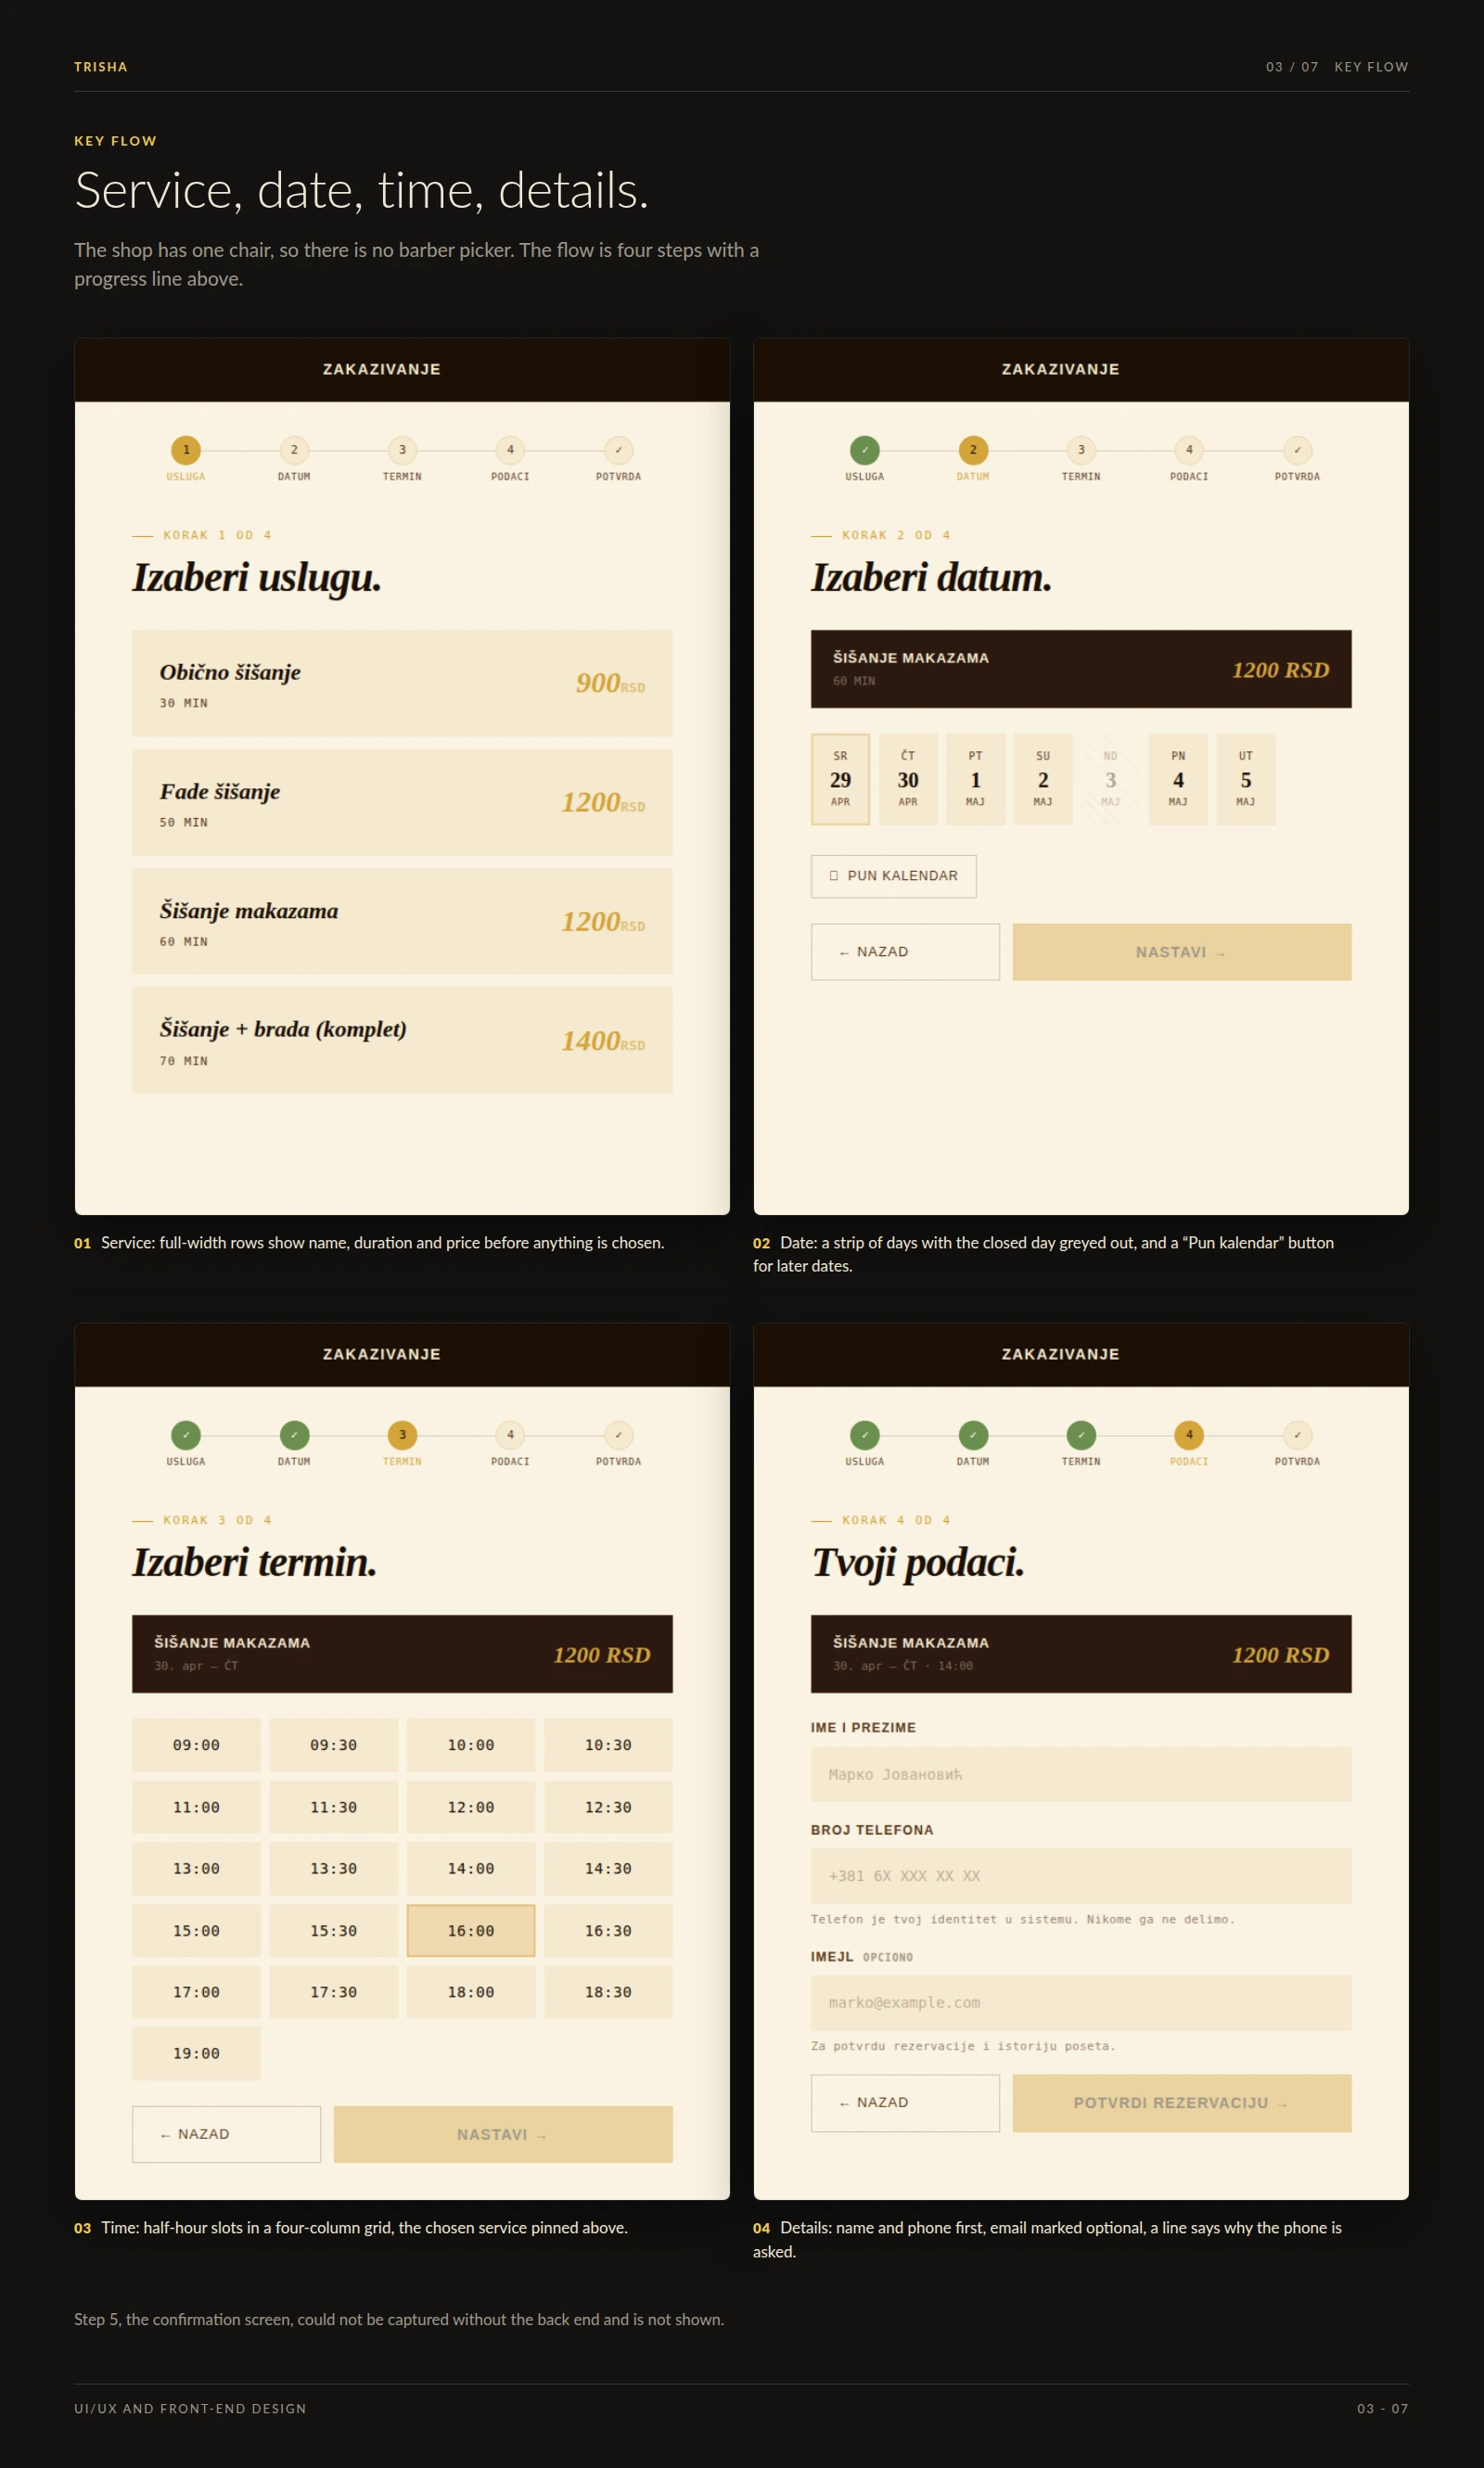 TRISHA
03 / 07 KEY FLOW
KEY FLOW
Service, date, time, details.
The shop has one chair, so there is no barber picker. The flow is four steps with a
progress line above.
ZAKAZIVANJE
1 2 3 4 ✓
USLUGA DATUM TERMIN PODACI POTVRDA
KORAK 1 OD 4
Izaberi uslugu.
Obično šišanje
30 MIN
900RSD
Fade šišanje
50 MIN
1200RSD
Šišanje makazama
60 MIN
1200RSD
Šišanje + brada (komplet)
70 MIN
1400RSD
01 Service: full-width rows show name, duration and price before anything is chosen.
ZAKAZIVANJE
✓ 2 3 4 ✓
USLUGA DATUM TERMIN PODACI POTVRDA
KORAK 2 OD 4
Izaberi datum.
ŠIŠANJE MAKAZAMA
60 MIN
1200 RSD
SR ČT PT SU ND PN UT
29 30 1 2 3 4 5
APR APR MAJ MAJ MAJ MAJ MAJ
PUN KALENDAR
← NAZAD
NASTAVI →
02 Date: a strip of days with the closed day greyed out, and a “Pun kalendar” button
for later dates.
ZAKAZIVANJE
✓ ✓ 3 4 ✓
USLUGA DATUM TERMIN PODACI POTVRDA
KORAK 3 OD 4
Izaberi termin.
ŠIŠANJE MAKAZAMA
30. apr – ČT
1200 RSD
09:00 09:30 10:00 10:30
11:00 11:30 12:00 12:30
13:00 13:30 14:00 14:30
15:00 15:30 16:00 16:30
17:00 17:30 18:00 18:30
19:00
← NAZAD
NASTAVI →
03 Time: half-hour slots in a four-column grid, the chosen service pinned above.
ZAKAZIVANJE
✓ ✓ ✓ 4 ✓
USLUGA DATUM TERMIN PODACI POTVRDA
KORAK 4 OD 4
Tvoji podaci.
ŠIŠANJE MAKAZAMA
30. apr – ČT · 14:00
1200 RSD
IME I PREZIME
Марко Јовановић
BROJ TELEFONA
+381 6X XXX XX XX
Telefon je tvoj identitet u sistemu. Nikome ga ne delimo.
IMEJL OPCIONO
marko@example.com
Za potvrdu rezervacije i istoriju poseta.
← NAZAD
POTVRDI REZERVACIJU →
04 Details: name and phone first, email marked optional, a line says why the phone is
asked.
Step 5, the confirmation screen, could not be captured without the back end and is not shown.
UI/UX AND FRONT-END DESIGN
03 - 07